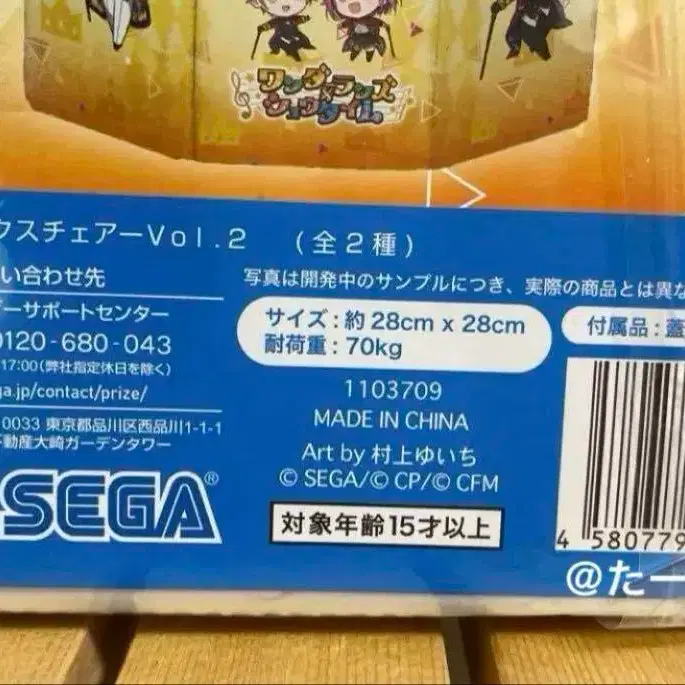 ワンダーランズ
×
ショウタイム
クスチェアーVol.2 (全2種)
い合わせ先
ーサポートセンター
0120-680-043
17:00(弊社指定休日を除く)
ga.jp/contact/prize/
0033 東京都品川区西品川1-1-1
不動産大崎ガーデンタワー
SEGA®
写真は開発中のサンプルにつき、実際の商品とは異な
サイズ:約28cm x 28cm
耐荷重:70kg
付属品:蓋
1103709
MADE IN CHINA
Art by 村上ゆいち
© SEGA/© CP/© CFM
対象年齢15才以上
4 580779
@たー